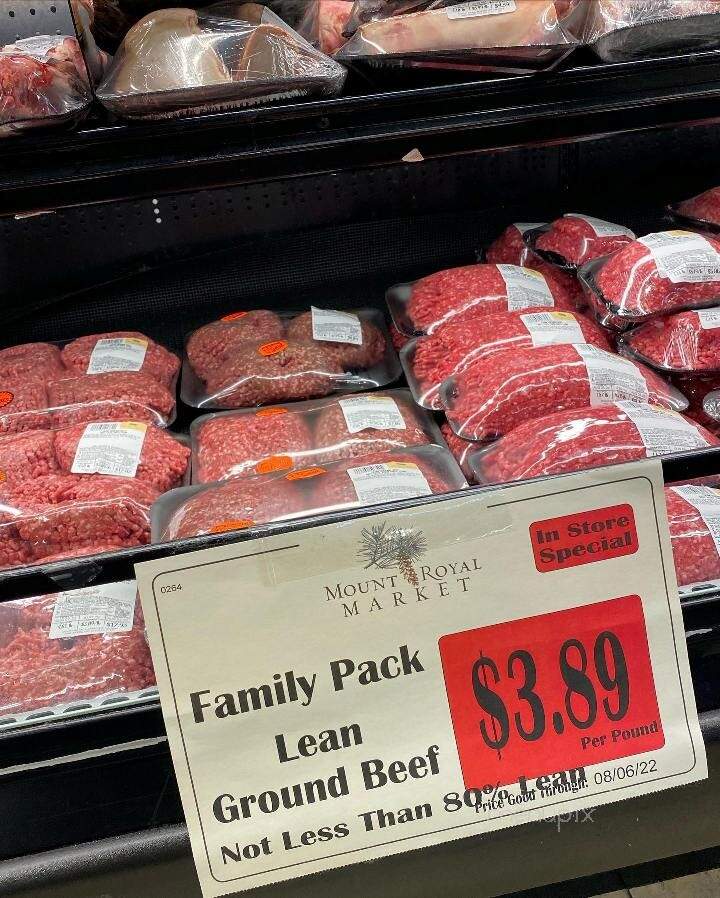 0264
MOUNT ROYAL
MARKET
In Store
Special
Family Pack
Lean
Ground Beef
Not Less Than 80% Lean
$3.89
Per Pound
Price Good Through: 08/06/22